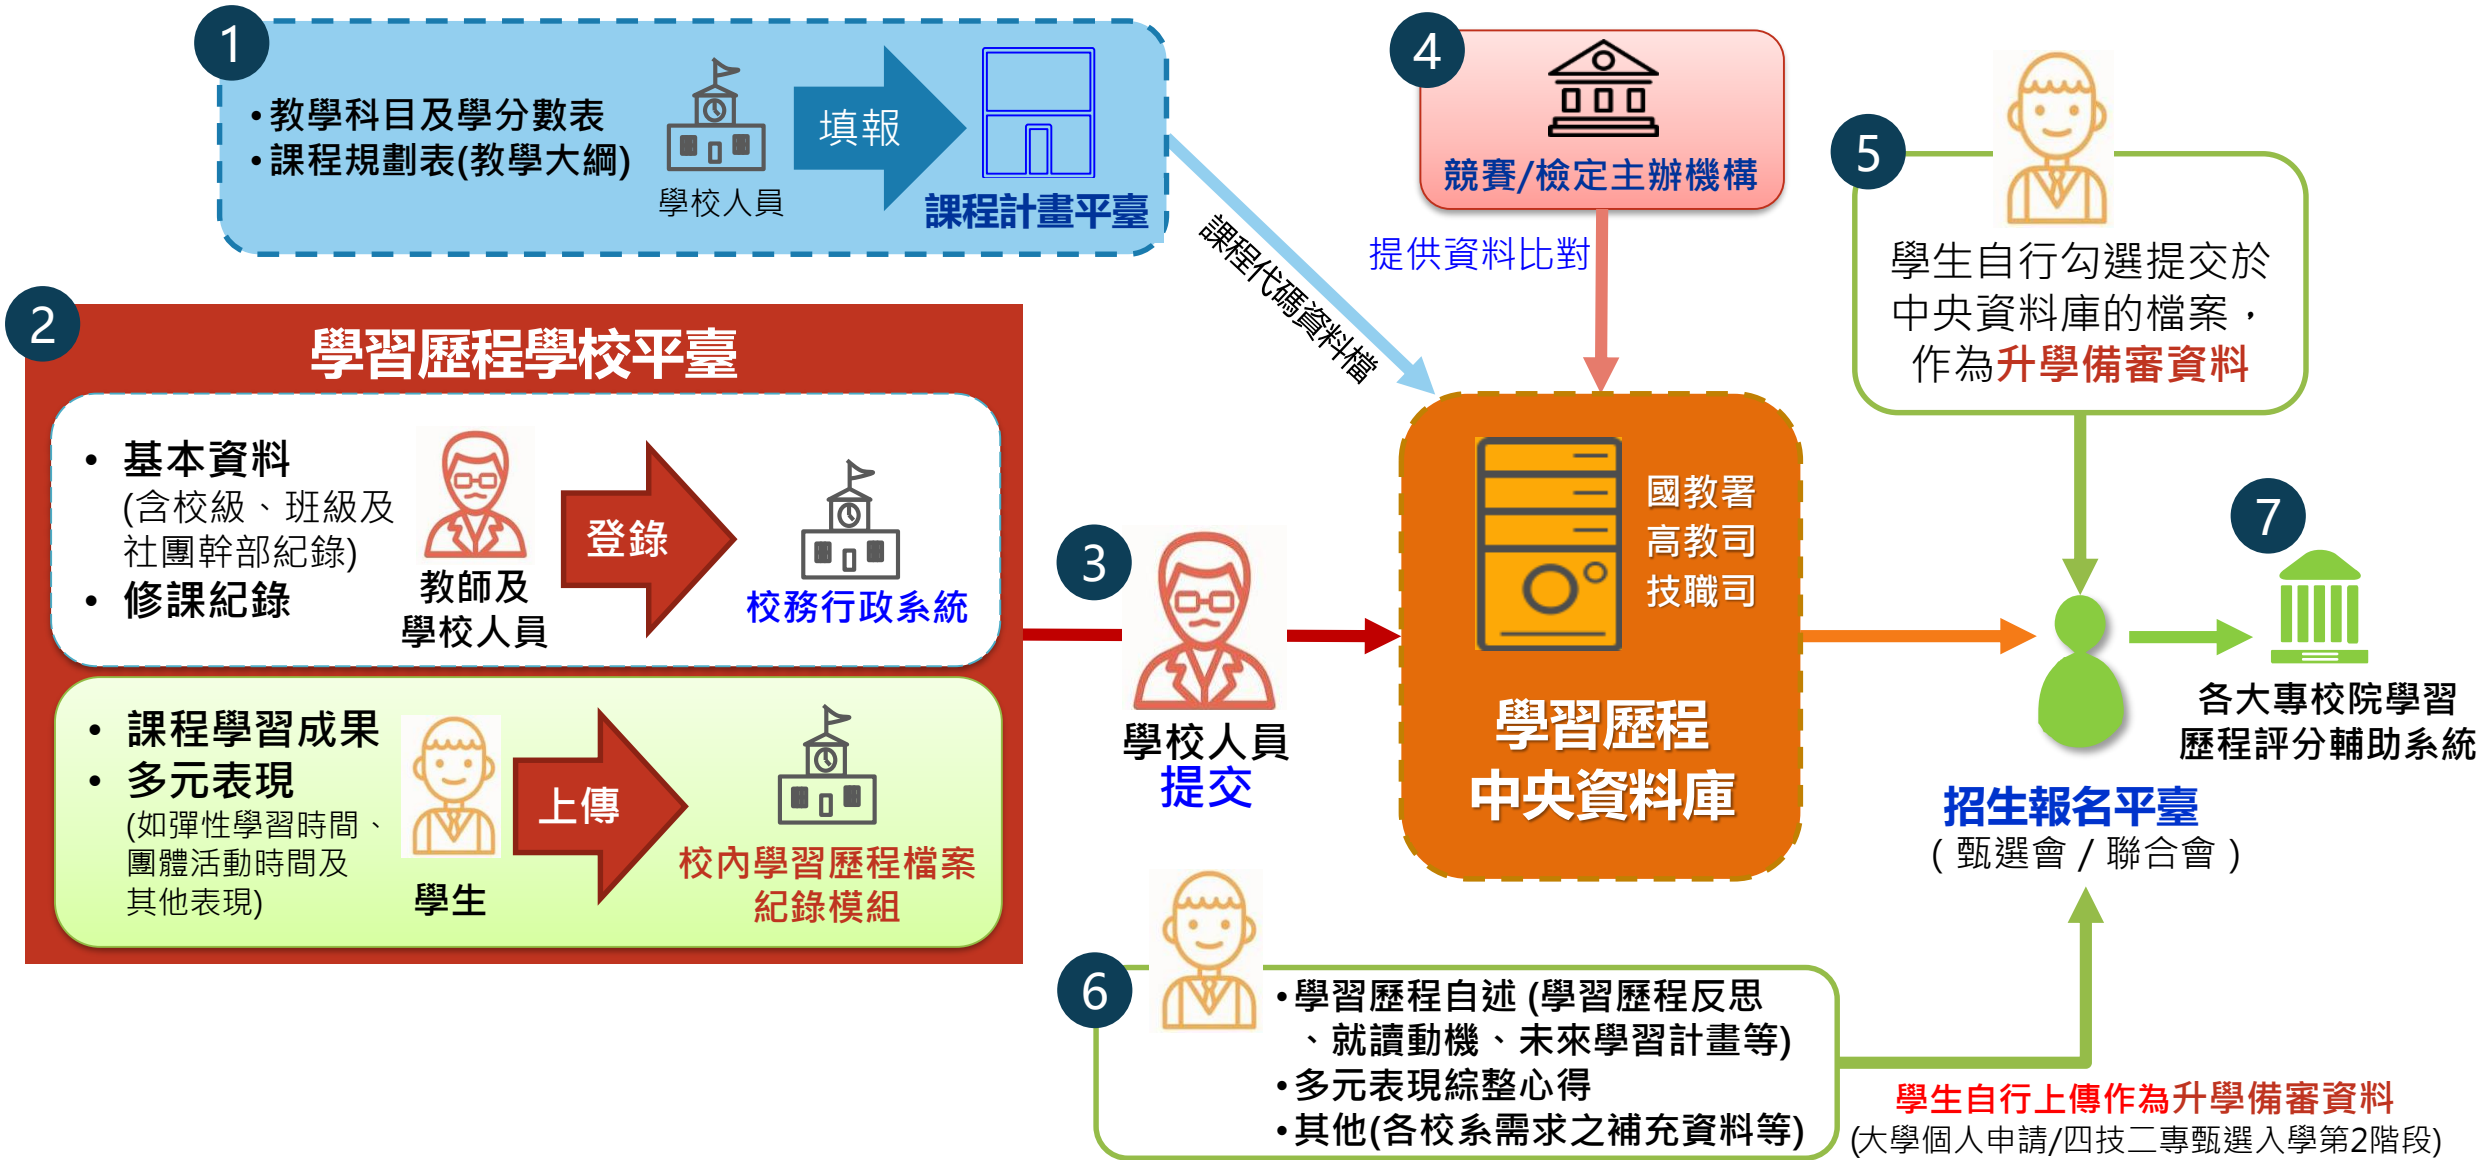 1
•教學科目及學分數表
•課程規劃表(教學大綱)
學校人員
填報
課程計畫平臺
課程代碼資料檔
2
學習歷程學校平臺
• 基本資料
(含校級、班級及
社團幹部紀錄)
• 修課紀錄
教師及
學校人員
登錄
校務行政系統
• 課程學習成果
• 多元表現
(如彈性學習時間、
團體活動時間及
其他表現)
學生
上傳
校內學習歷程檔案
紀錄模組
3
學校人員
提交
4
競賽/檢定主辦機構
提供資料比對
國教署
高教司
技職司
學習歷程
中央資料庫
5
學生自行勾選提交於
中央資料庫的檔案，
作為升學備審資料
招生報名平臺
( 甄選會 / 聯合會 )
6
•學習歷程自述 (學習歷程反思
、就讀動機、未來學習計畫等)
•多元表現綜整心得
•其他(各校系需求之補充資料等)
學生自行上傳作為升學備審資料
(大學個人申請/四技二專甄選入學第2階段)
7
各大專校院學習
歷程評分輔助系統